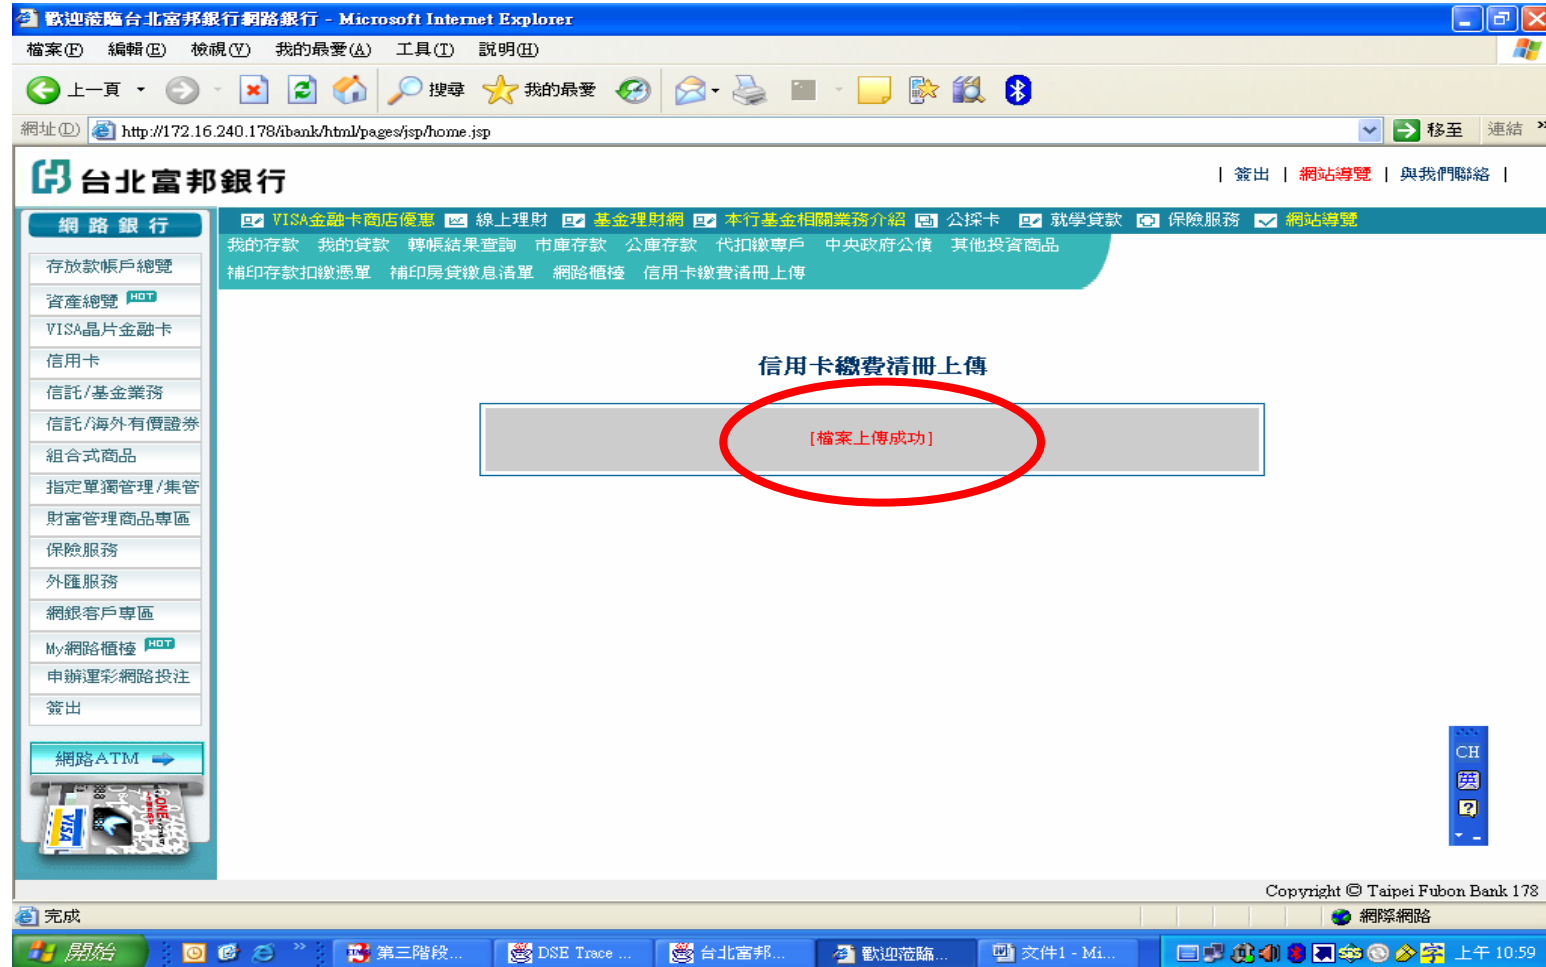 歡迎蒞臨台北富邦銀行網路銀行 - Microsoft Internet Explorer
檔案(F) 編輯(E) 檢視(V) 我的最愛(A) 工具(T) 說明(H)
上一頁 搜尋 我的最愛
網址(D) http://172.16.240.178/ibank/html/pages/jsp/home.jsp 移至 連結 »
台北富邦銀行 | 簽出 | 網站導覽 | 與我們聯絡 |
網路銀行
VISA金融卡商店優惠 線上理財 基金理財網 本行基金相關業務介紹 公採卡 就學貸款 保險服務 網站導覽
我的存款 我的貸款 轉帳結果查詢 市庫存款 公庫存款 代扣繳專戶 中央政府公債 其他投資商品
補印存款扣繳憑單 補印房貸繳息清單 網路櫃檯 信用卡繳費清冊上傳
存放款帳戶總覽
資產總覽 HOT
VISA晶片金融卡
信用卡
信託/基金業務
信託/海外有價證券
組合式商品
指定單獨管理/集管
財富管理商品專區
保險服務
外匯服務
網銀客戶專區
My網路櫃檯 HOT
申辦運彩網路投注
簽出
網路ATM
VISA
信用卡繳費清冊上傳
[檔案上傳成功]
CH
英
Copyright © Taipei Fubon Bank 178
完成 網際網路
開始 » 第三階段... DSE Trace ... 台北富邦... 歡迎蒞臨... 文件1 - Mi... 字 上午 10:59